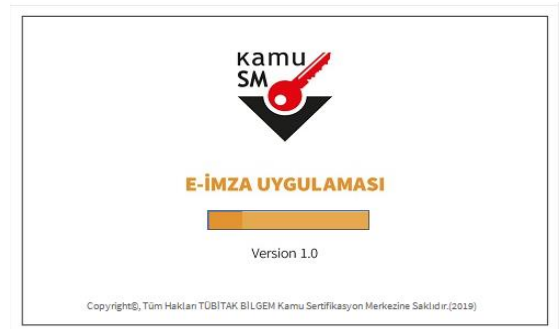 Kamu
SM
E-İMZA UYGULAMASI
Version 1.0
Copyright©, Tüm Hakları TÜBİTAK BİLGEM Kamu Sertifikasyon Merkezine Saklıdır.(2019)